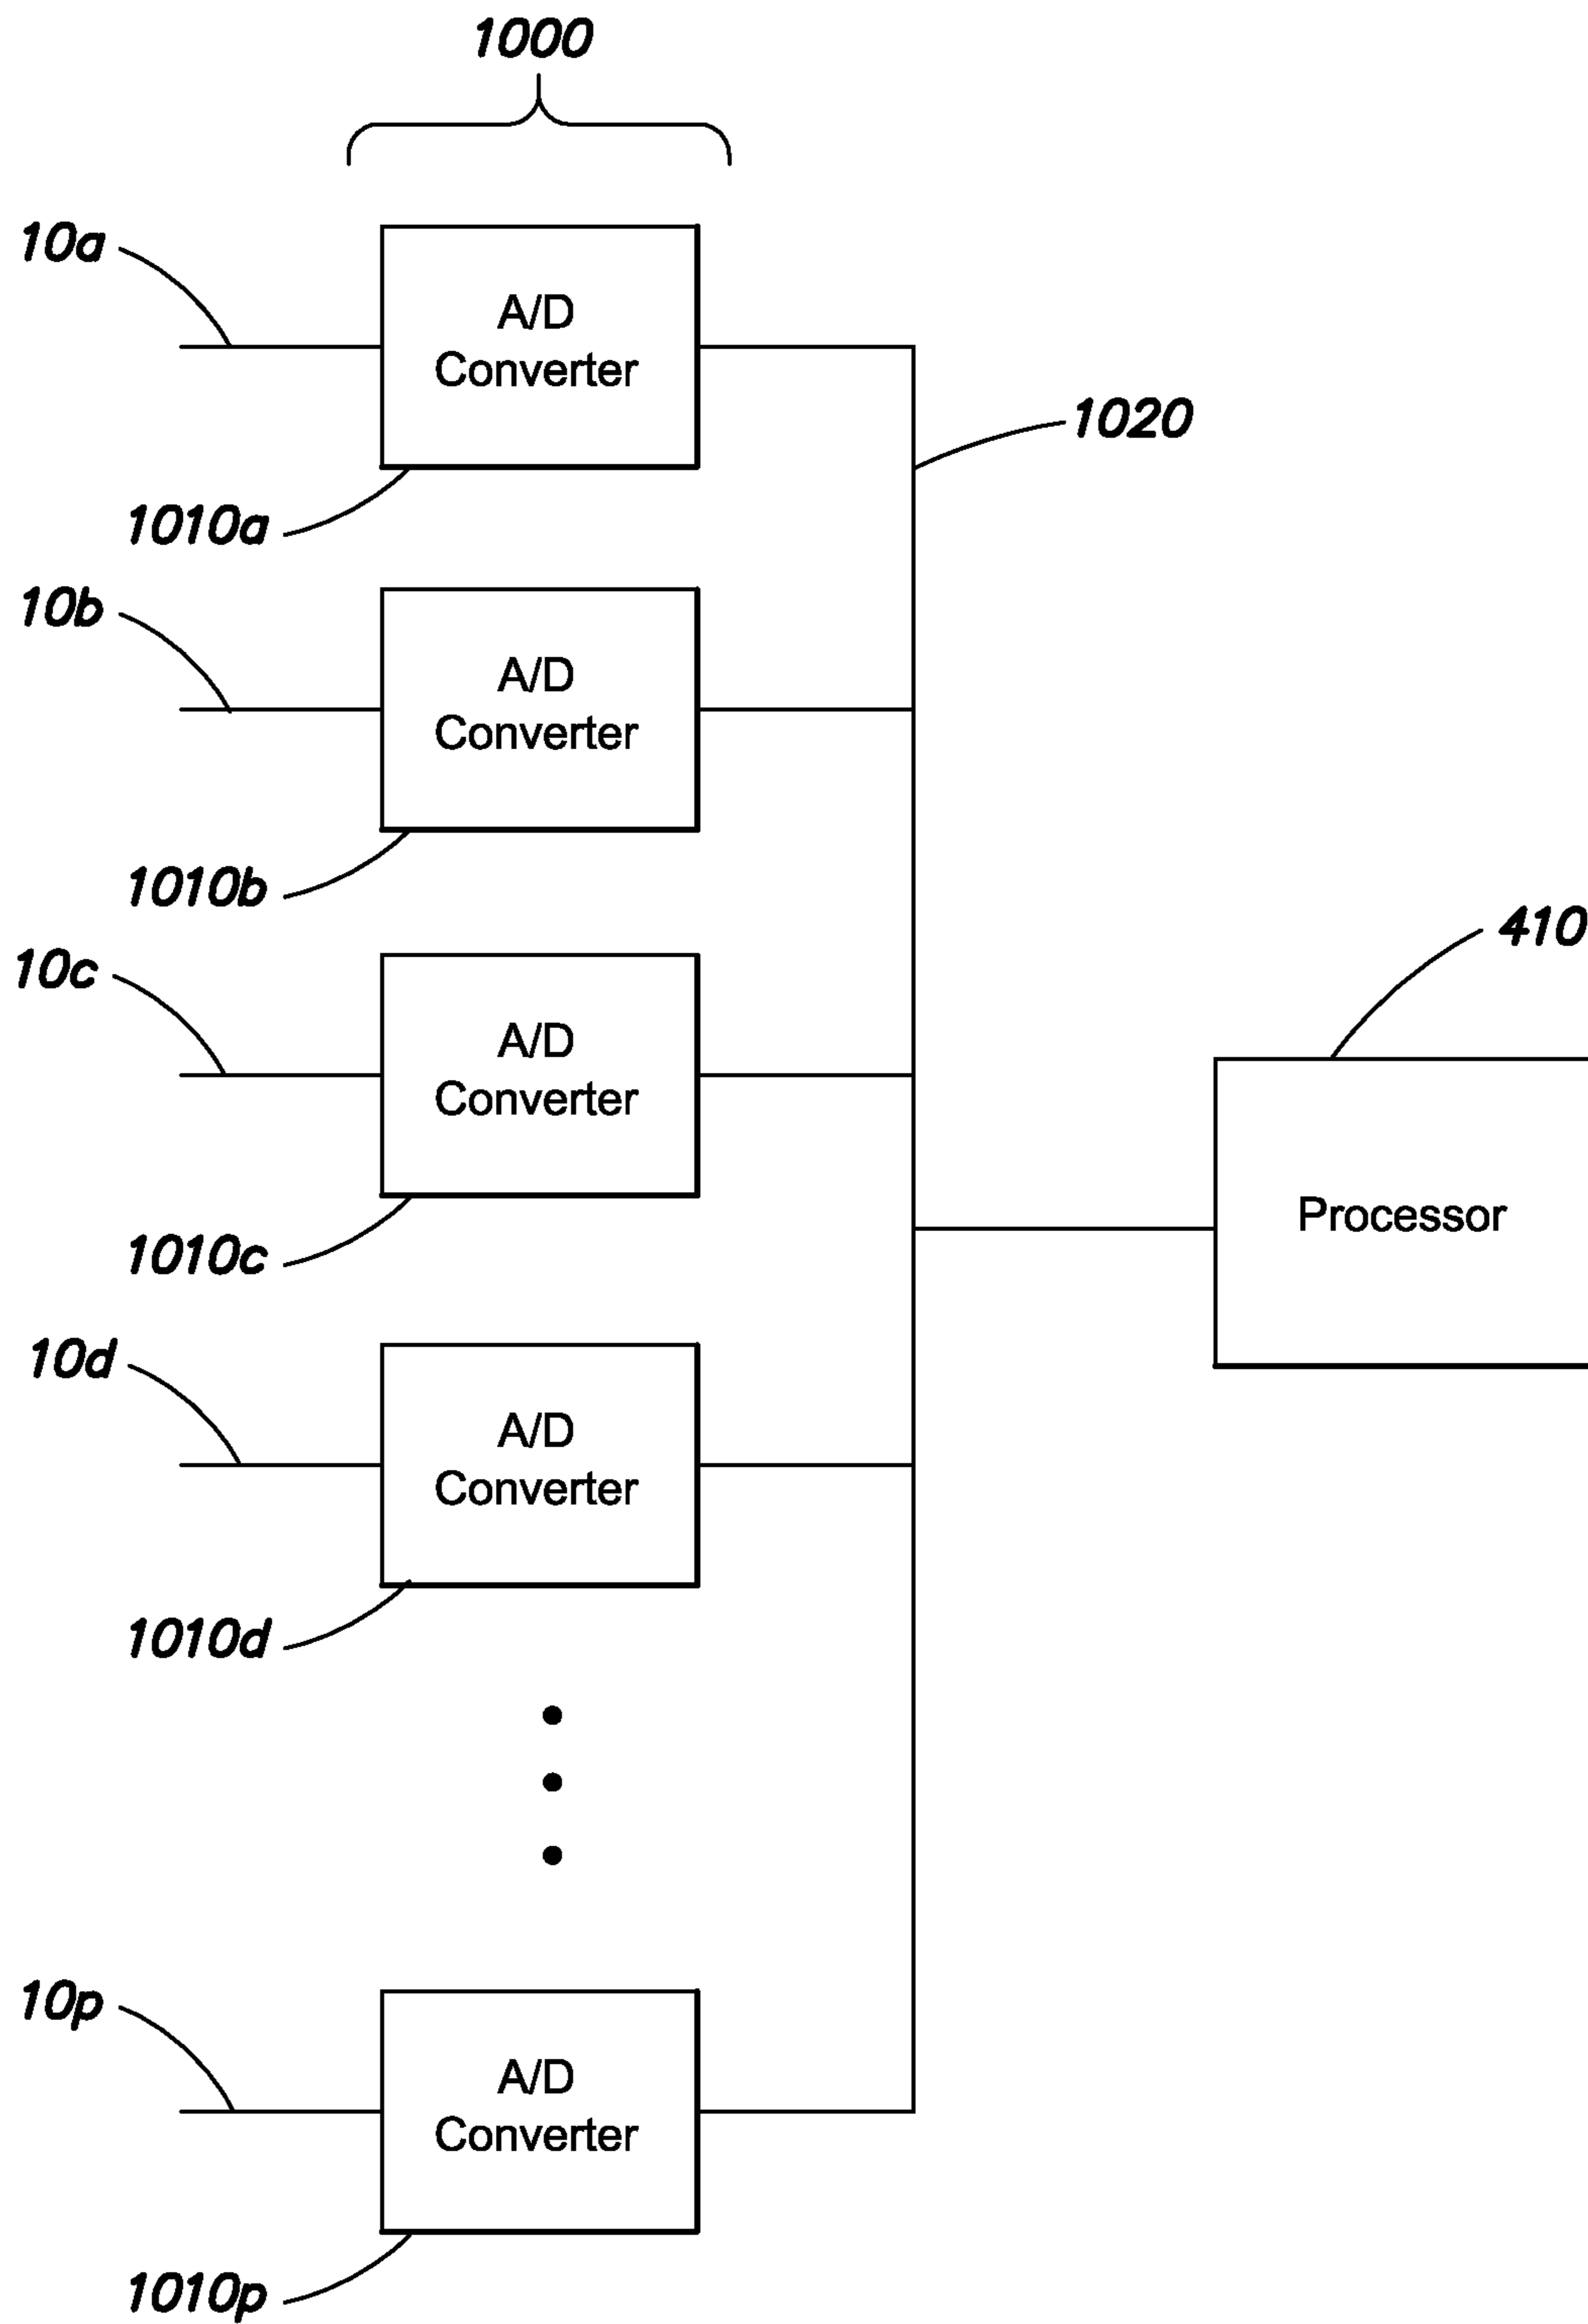 1000
10a
A/D
Converter
1020
1010a
10b
A/D
Converter
1010b
410
10c
A/D
Converter
1010c
Processor
10d
A/D
Converter
1010d
10p
A/D
Converter
1010p